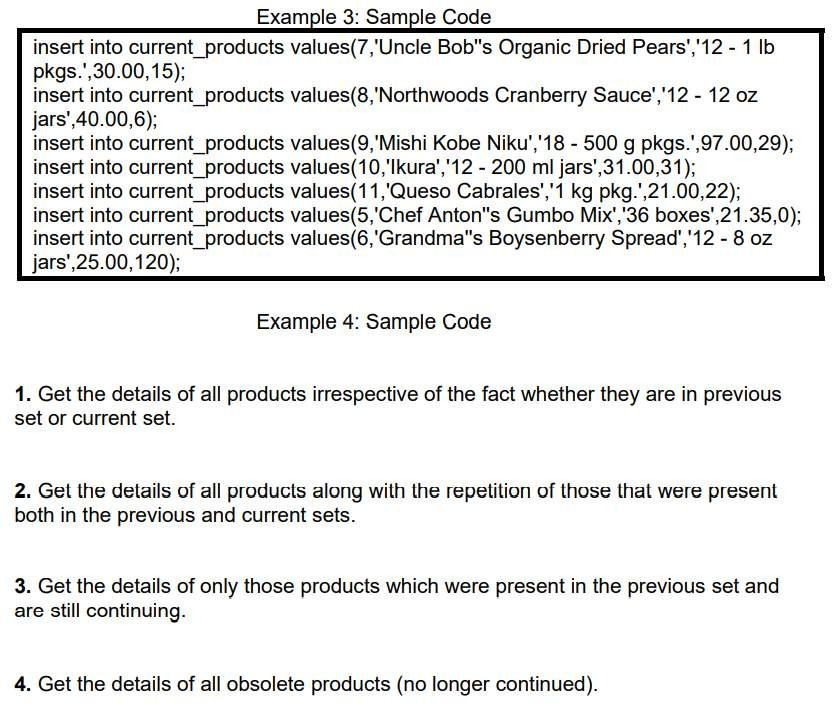 Example 3: Sample Code
insert into current_products values(7,'Uncle Bob''s Organic Dried Pears','12 - 1 lb
pkgs.',30.00,15);
insert into current_products values(8,'Northwoods Cranberry Sauce','12 - 12 oz
jars',40.00,6);
insert into current_products values(9,'Mishi Kobe Niku','18 - 500 g pkgs.',97.00,29);
insert into current_products values(10,'Ikura','12 - 200 ml jars',31.00,31);
insert into current_products values(11,'Queso Cabrales','1 kg pkg.',21.00,22);
insert into current_products values(5,'Chef Anton''s Gumbo Mix','36 boxes',21.35,0);
insert into current_products values(6,'Grandma''s Boysenberry Spread','12 - 8 oz
jars',25.00,120);
Example 4: Sample Code
1. Get the details of all products irrespective of the fact whether they are in previous
set or current set.
2. Get the details of all products along with the repetition of those that were present
both in the previous and current sets.
3. Get the details of only those products which were present in the previous set and
are still continuing.
4. Get the details of all obsolete products (no longer continued).